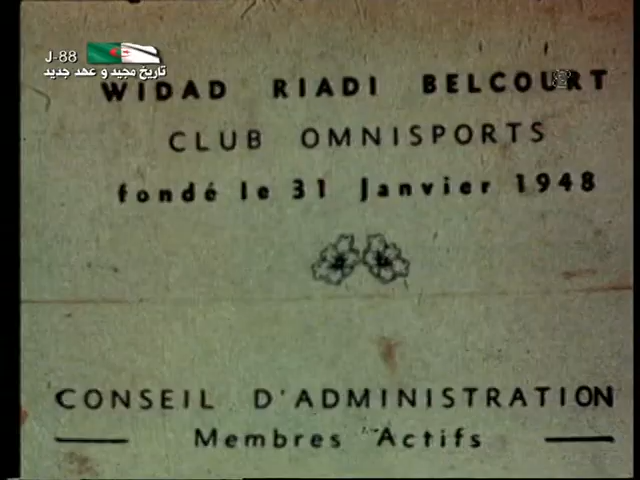 J-88
تاريخ مجيد و عهد جديد
WIDAD RIADI BELCOURT
CLUB OMNISPORTS
fondé le 31 Janvier 1948
CONSEIL D'ADMINISTRATION
Membres Actifs